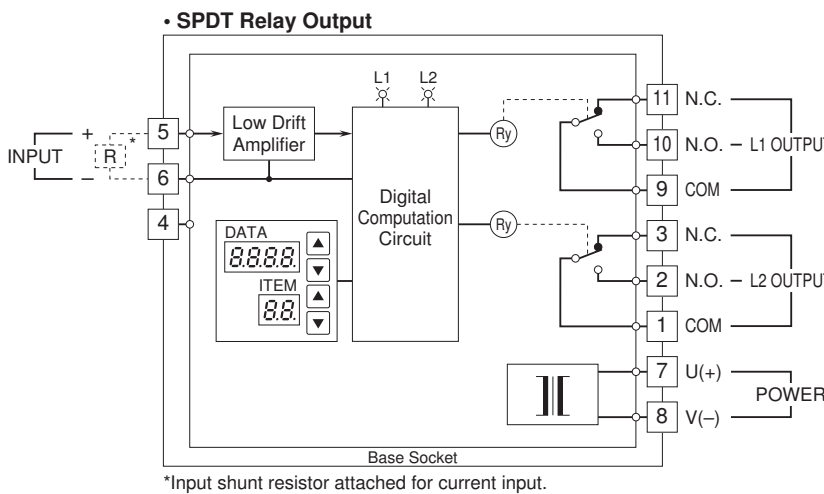 • SPDT Relay Output
L1 L2
11 N.C.
5 Low Drift Amplifier Ry 10 N.O. L1 OUTPUT
INPUT + – R *
6 9 COM
4 Digital Computation Circuit
DATA
8.8.8.8.
ITEM
8.8.
Ry
3 N.C.
2 N.O. L2 OUTPUT
1 COM
7 U(+)
POWER
8 V(–)
Base Socket
*Input shunt resistor attached for current input.